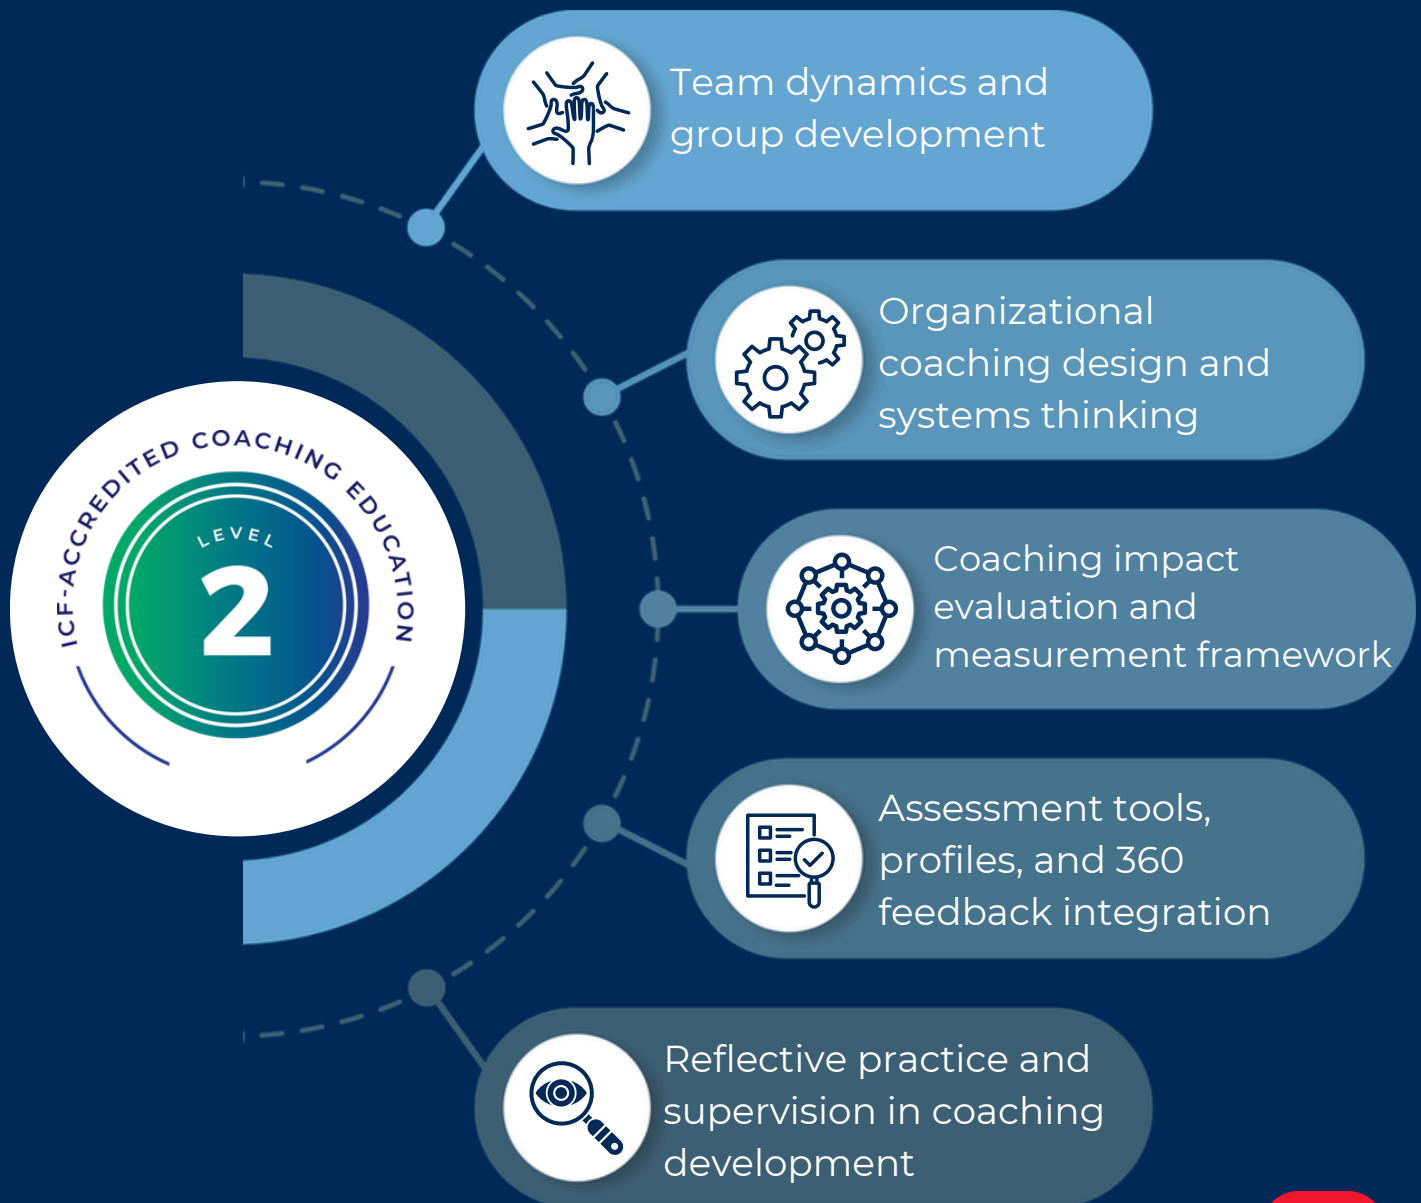 Team dynamics and
group development
Organizational
coaching design and
systems thinking
ICF-ACCREDITED COACHING EDUCATION
LEVEL
2
Coaching impact
evaluation and
measurement framework
Assessment tools,
profiles, and 360
feedback integration
Reflective practice and
supervision in coaching
development